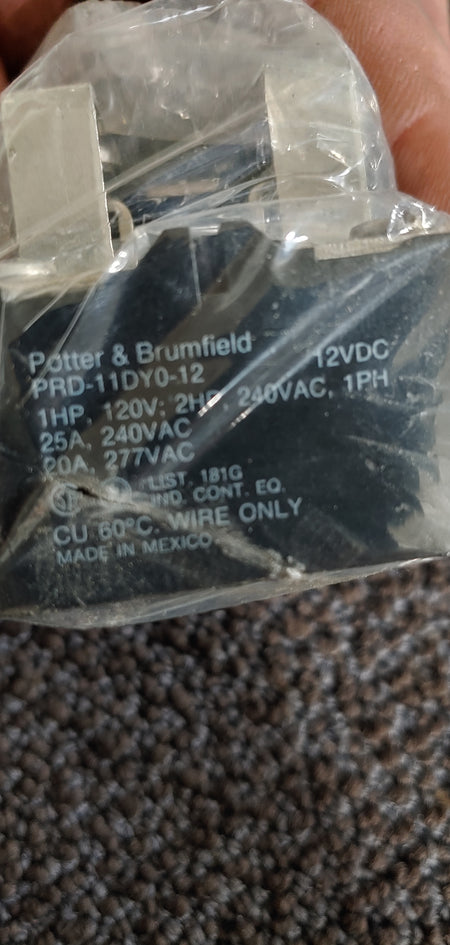 Potter & Brumfield 12VDC
PRD-11DY0-12
1HP, 120V; 2HP, 240VAC, 1PH
25A, 240VAC
20A, 277VAC
LIST. 181G
IND. CONT. EQ.
CU 60°C. WIRE ONLY
MADE IN MEXICO